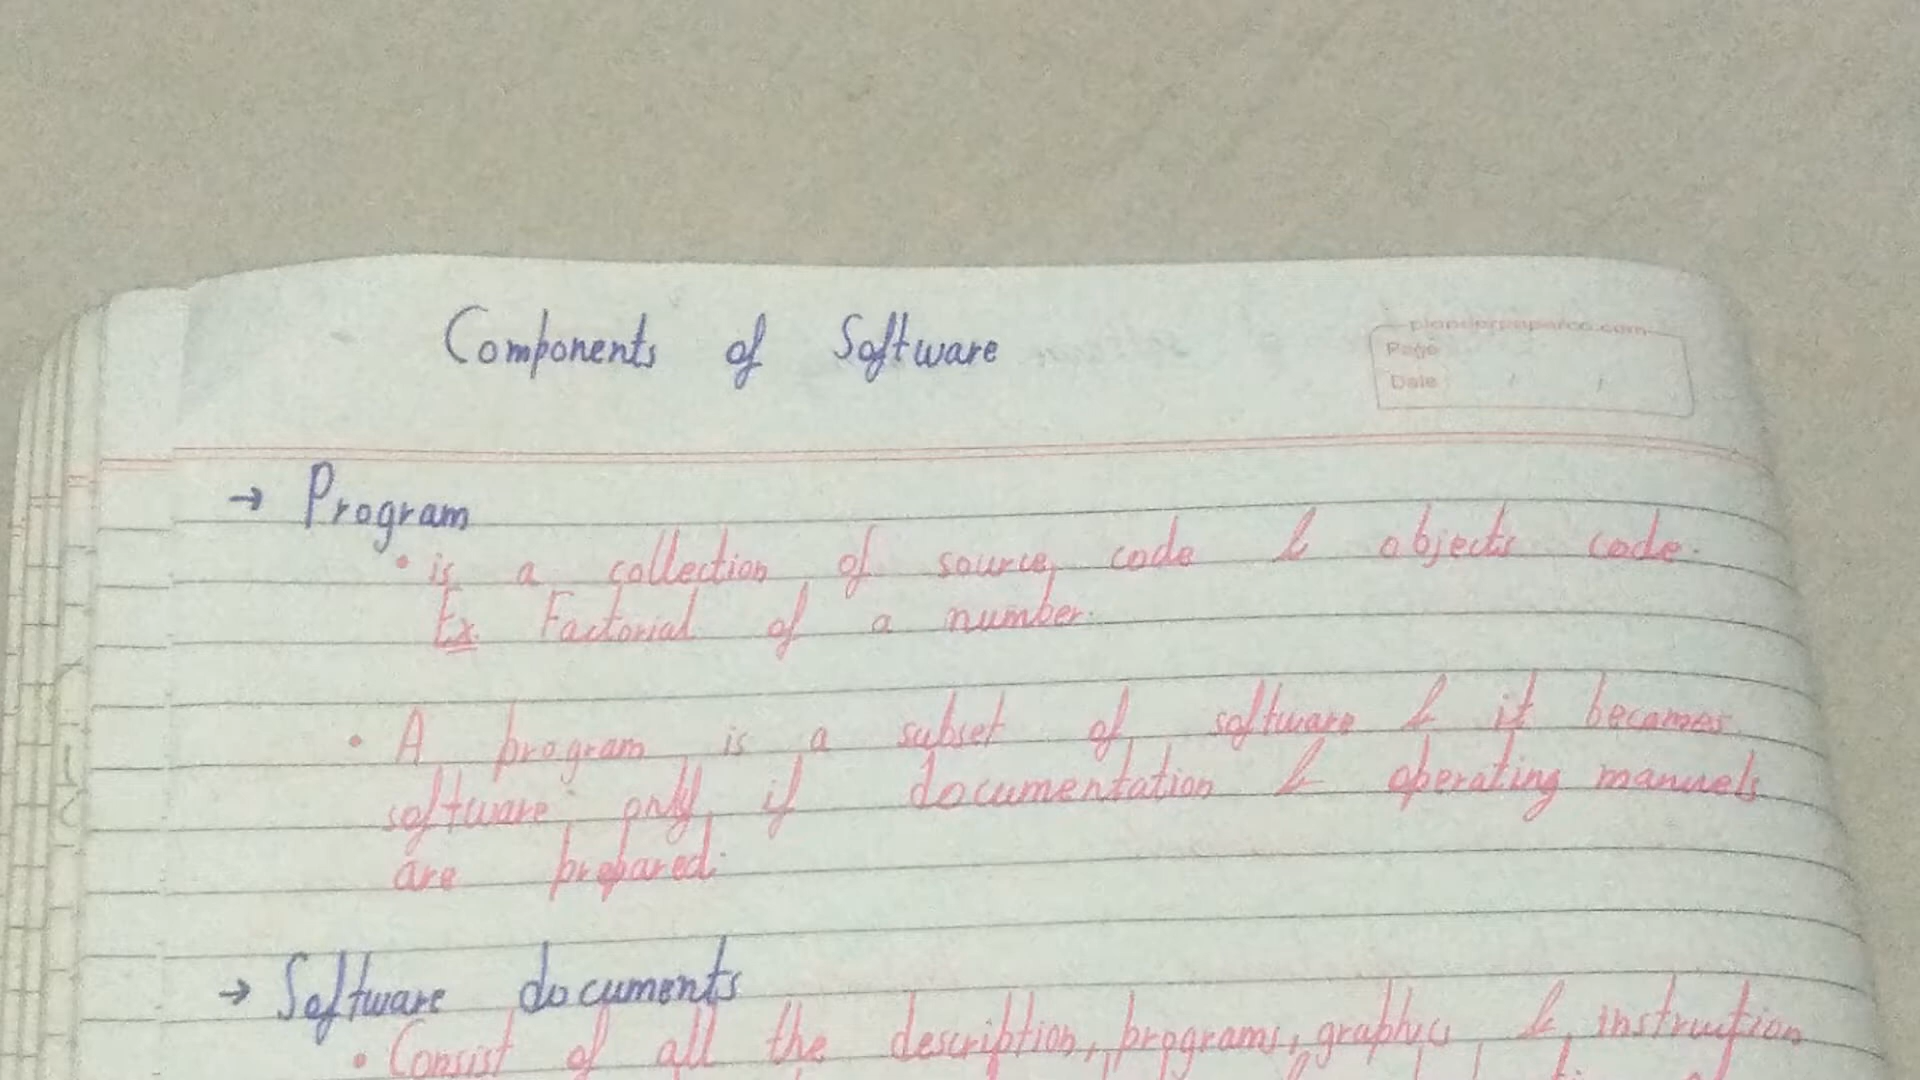 Components of Software
Page
Date / /
→ Program
• is a collection of source code & objects code.
Ex. Factorial of a number.
• A program is a subset of software & it becomes
software only if documentation & operating manuels
are prepared.
→ Software documents
• Consist of all the description, programs, graphics & instruction